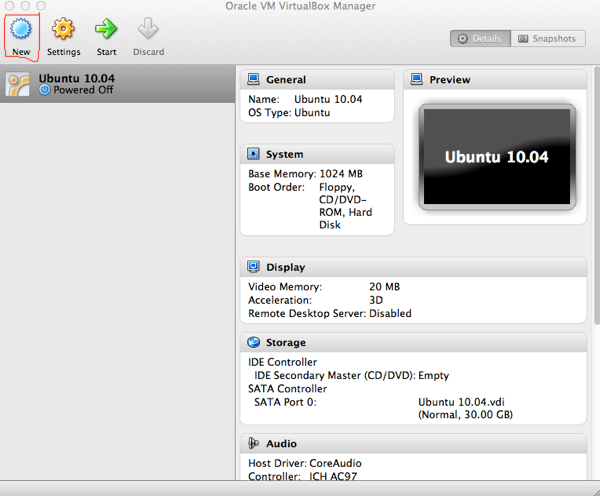 Oracle VM VirtualBox Manager
New Settings Start Discard
Details Snapshots
Ubuntu 10.04
Powered Off
General
Name: Ubuntu 10.04
OS Type: Ubuntu
Preview
Ubuntu 10.04
System
Base Memory: 1024 MB
Boot Order: Floppy,
CD/DVD-
ROM, Hard
Disk
Display
Video Memory: 20 MB
Acceleration: 3D
Remote Desktop Server: Disabled
Storage
IDE Controller
IDE Secondary Master (CD/DVD): Empty
SATA Controller
SATA Port 0: Ubuntu 10.04.vdi
(Normal, 30.00 GB)
Audio
Host Driver: CoreAudio
Controller: ICH AC97